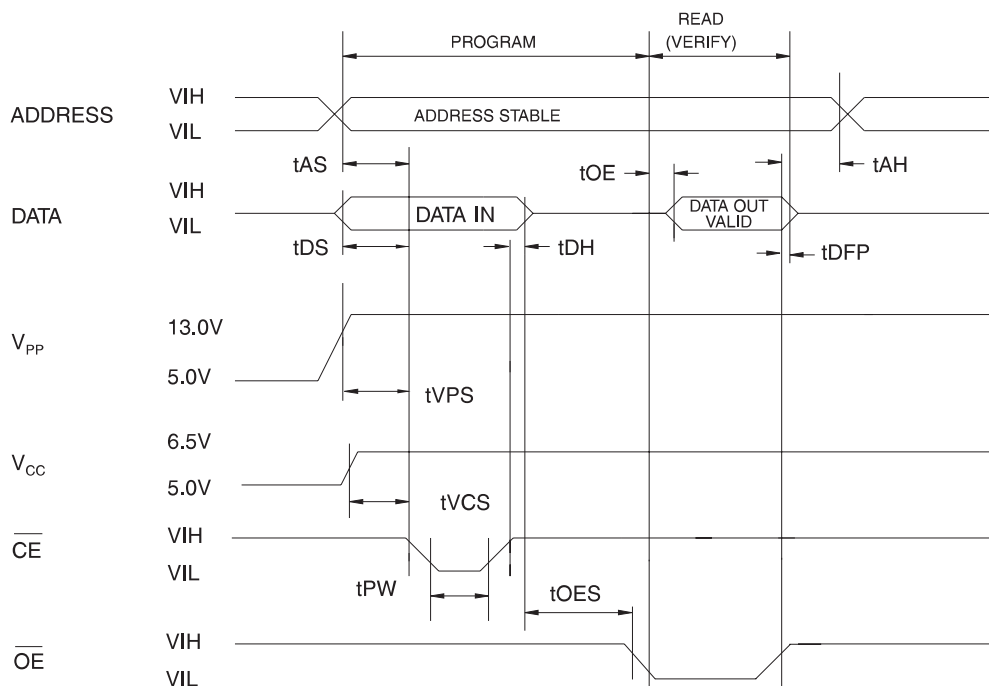 READ
PROGRAM (VERIFY)
ADDRESS VIH
VIL
ADDRESS STABLE
tAS tOE tAH
DATA VIH
VIL
DATA IN
DATA OUT
VALID
tDS tDH tDFP
VPP 13.0V
5.0V
tVPS
VCC 6.5V
5.0V
tVCS
CE VIH
VIL
tPW tOES
OE VIH
VIL